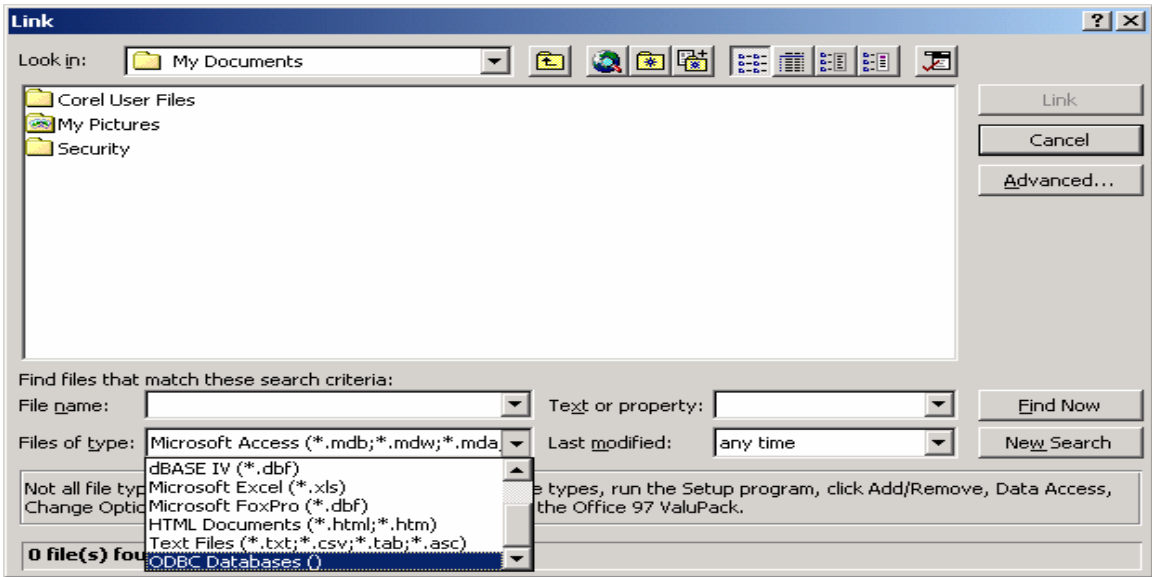 Link
Look in: My Documents
Corel User Files
My Pictures
Security
Link
Cancel
Advanced...
Find files that match these search criteria:
File name:
Text or property:
Find Now
Files of type: Microsoft Access (*.mdb;*.mdw;*.mda
Last modified: any time
New Search
dBASE IV (*.dbf)
Microsoft Excel (*.xls)
Microsoft FoxPro (*.dbf)
HTML Documents (*.html;*.htm)
Text Files (*.txt;*.csv;*.tab;*.asc)
ODBC Databases ()
Not all file typ e types, run the Setup program, click Add/Remove, Data Access,
Change Optio the Office 97 ValuPack.
0 file(s) fou